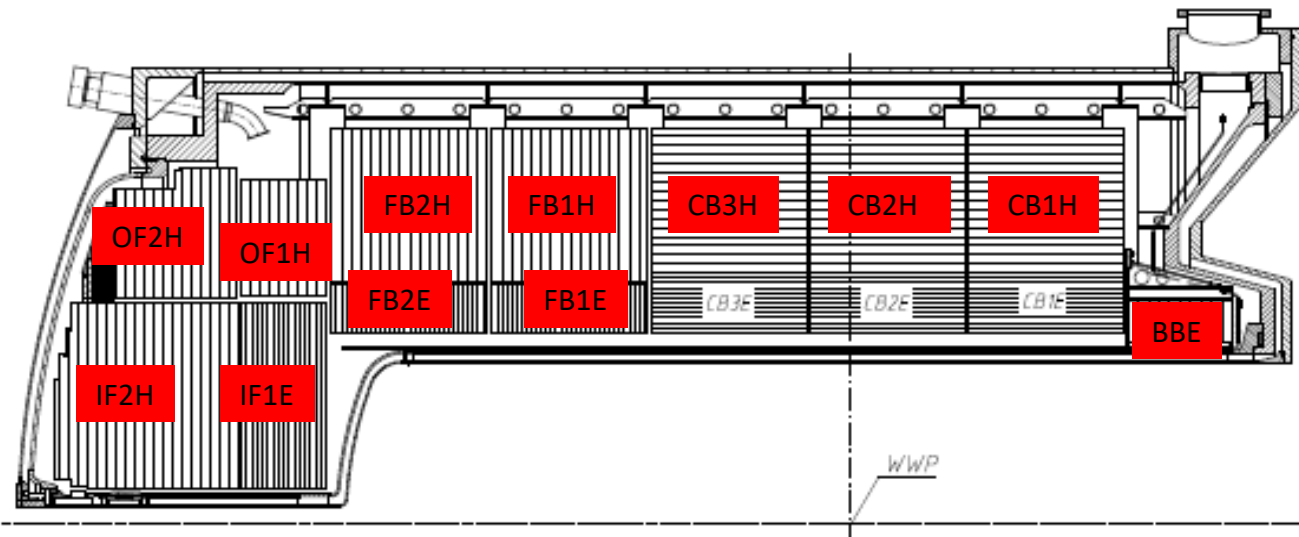 FB2H
FB1H
CB3H
CB2H
CB1H
OF2H
OF1H
FB2E
FB1E
CB3E
CB2E
CB1E
BBE
IF2H
IF1E
WWP